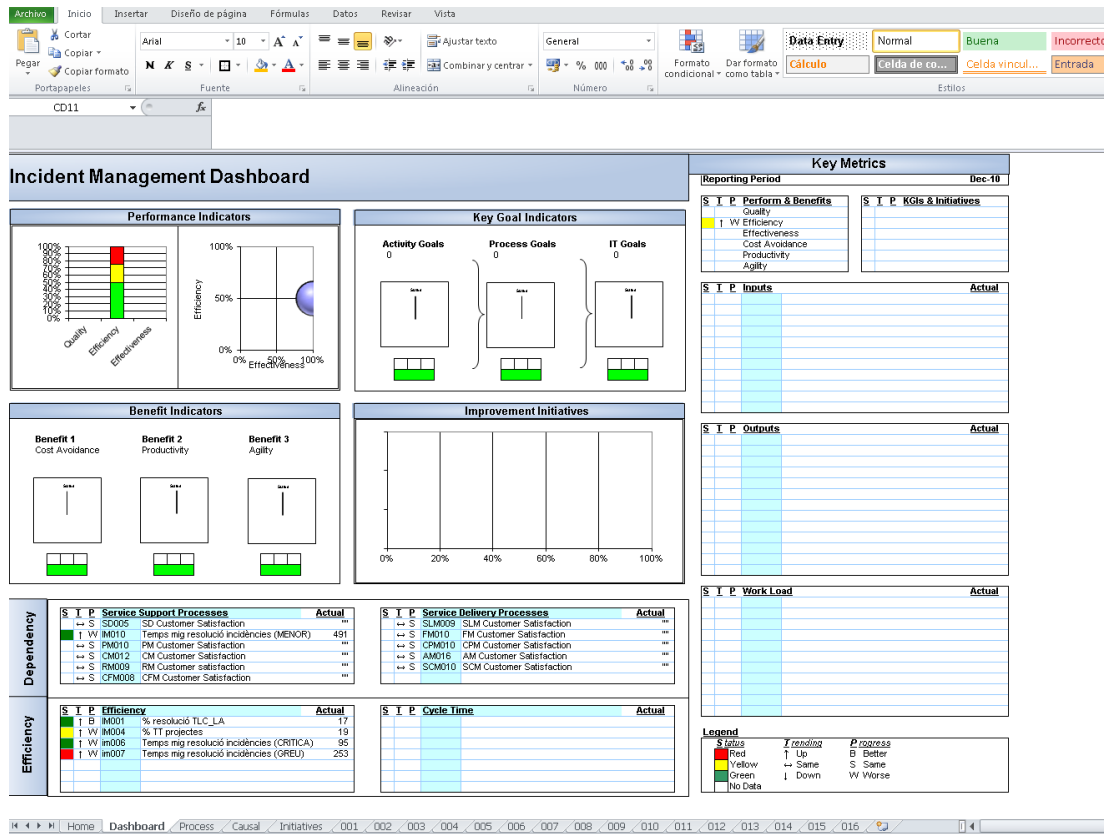 Archivo Inicio Insertar Diseño de página Fórmulas Datos Revisar Vista
Pegar
Cortar
Copiar
Copiar formato
Portapapeles
Arial 10
N K S
Fuente
Ajustar texto
Combinar y centrar
Alineación
General
% 000
Número
Formato condicional
Dar formato como tabla
Data Entry Normal Buena Incorrecto
Cálculo Celda de co... Celda vincul... Entrada
Estilos
CD11 fx
Incident Management Dashboard
Performance Indicators
100%
90%
80%
70%
60%
50%
40%
30%
20%
10%
0%
Quality Efficiency Effectiveness
100%
50%
0%
Efficiency
0% 50% 100%
Effectiveness
Key Goal Indicators
Activity Goals Process Goals IT Goals
0 0 0
Benefit Indicators
Benefit 1 Benefit 2 Benefit 3
Cost Avoidance Productivity Agility
Improvement Initiatives
0% 20% 40% 60% 80% 100%
Dependency
S T P Service Support Processes Actual
↔ S SD005 SD Customer Satisfaction ""
↑ W IM010 Temps mig resolució incidències (MENOR) 491
↔ S PM010 PM Customer Satisfaction ""
↔ S CM012 CM Customer Satisfaction ""
↔ S RM009 RM Customer satisfaction ""
↔ S CFM008 CFM Customer Satisfaction ""
S T P Service Delivery Processes Actual
↔ S SLM009 SLM Customer Satisfaction ""
↔ S FM010 FM Customer Satisfaction ""
↔ S CPM010 CPM Customer Satisfaction ""
↔ S AM016 AM Customer Satisfaction ""
↔ S SCM010 SCM Customer Satisfaction ""
Efficiency
S T P Efficiency Actual
↑ B IM001 % resolució TLC_LA 17
↑ W IM004 % TT projectes 19
↑ W im006 Temps mig resolució incidències (CRITICA) 95
↑ W im007 Temps mig resolució incidències (GREU) 253
S T P Cycle Time Actual
Key Metrics
Reporting Period Dec-10
S T P Perform & Benefits
Quality
↑ W Efficiency
Effectiveness
Cost Avoidance
Productivity
Agility
S T P KGIs & Initiatives
S T P Inputs Actual
S T P Outputs Actual
S T P Work Load Actual
Legend
Status Trending Progress
Red ↑ Up B Better
Yellow ↔ Same S Same
Green ↓ Down W Worse
No Data
Home Dashboard Process Causal Initiatives 001 002 003 004 005 006 007 008 009 010 011 012 013 014 015 016